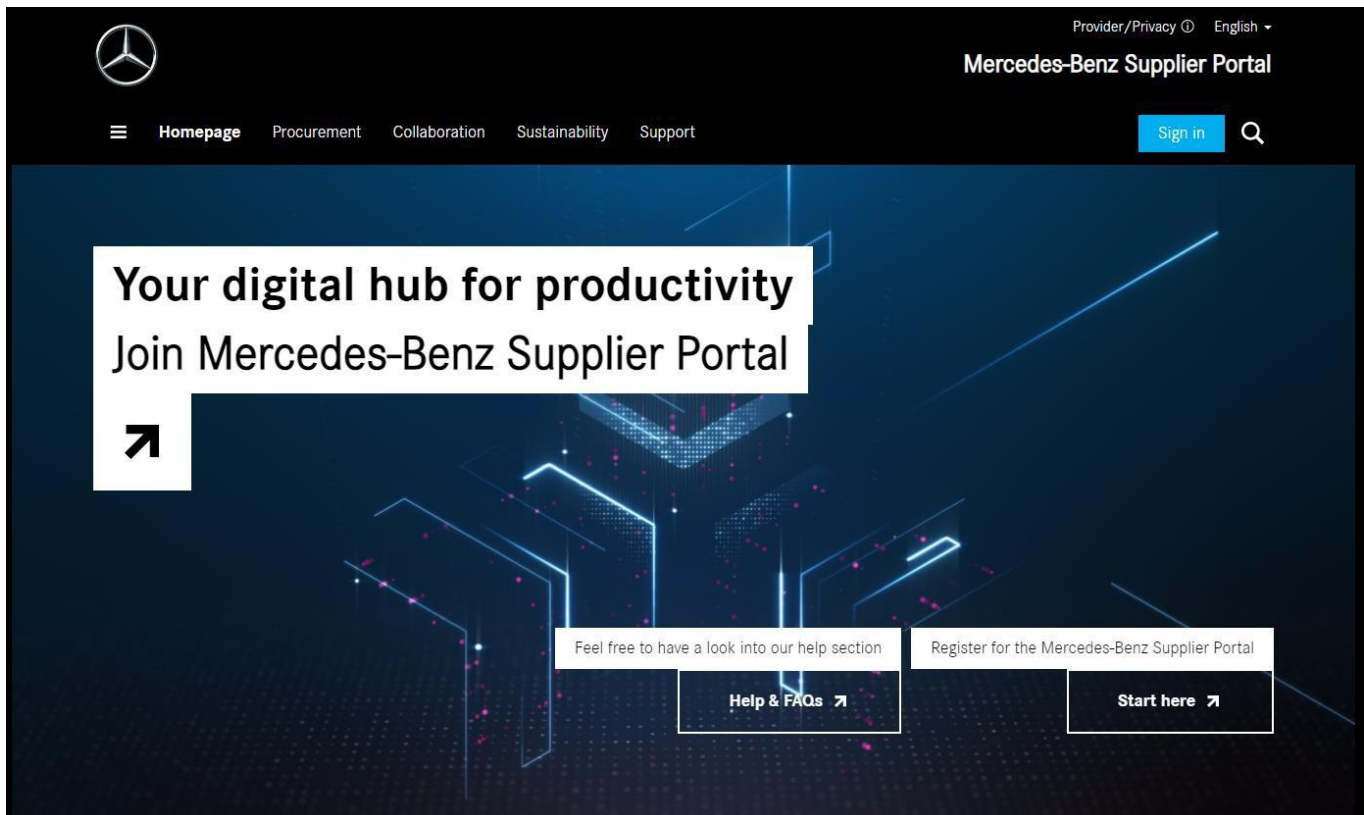 Provider/Privacy English
Mercedes-Benz Supplier Portal
Homepage Procurement Collaboration Sustainability Support Sign in
Your digital hub for productivity
Join Mercedes-Benz Supplier Portal
Feel free to have a look into our help section Register for the Mercedes-Benz Supplier Portal
Help & FAQs Start here